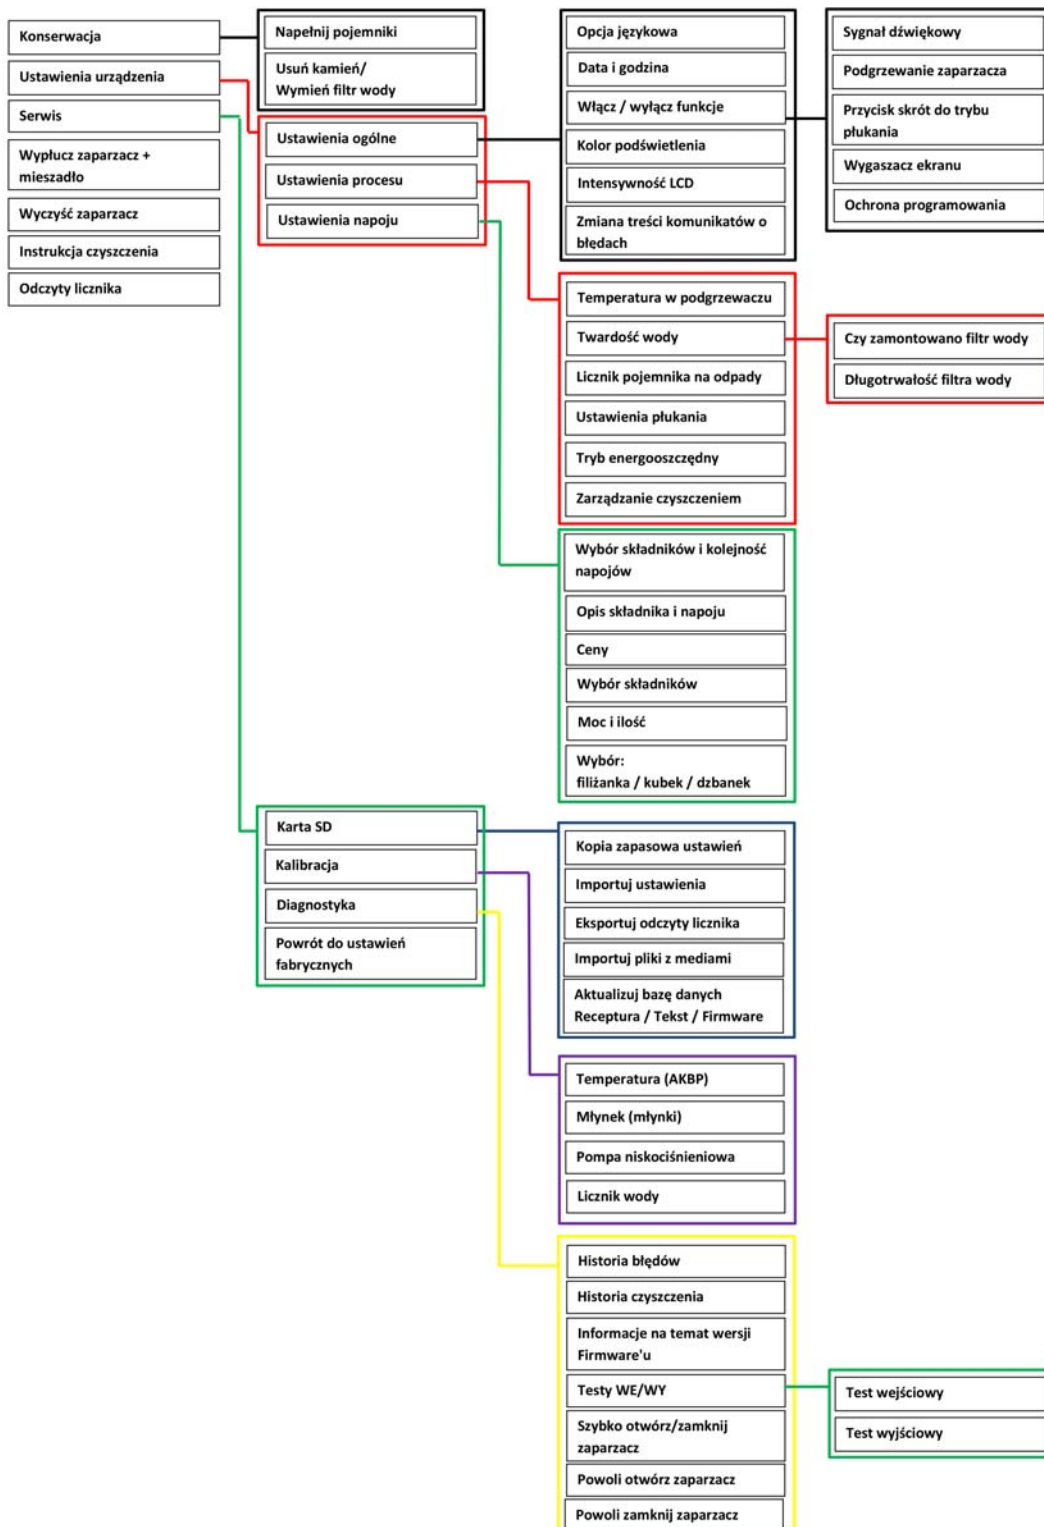 Konserwacja
Ustawienia urządzenia
Serwis
Wypłucz zaparzacz +
mieszadło
Wyczyść zaparzacz
Instrukcja czyszczenia
Odczyty licznika
Napełnij pojemniki
Usuń kamień/
Wymień filtr wody
Ustawienia ogólne
Ustawienia procesu
Ustawienia napoju
Opcja językowa
Data i godzina
Włącz / wyłącz funkcje
Kolor podświetlenia
Intensywność LCD
Zmiana treści komunikatów o
błędach
Sygnał dźwiękowy
Podgrzewanie zaparzacza
Przycisk skrót do trybu
płukania
Wygaszacz ekranu
Ochrona programowania
Temperatura w podgrzewaczu
Twardość wody
Licznik pojemnika na odpady
Ustawienia płukania
Tryb energooszczędny
Zarządzanie czyszczeniem
Czy zamontowano filtr wody
Długotrwałość filtra wody
Wybór składników i kolejność
napojów
Opis składnika i napoju
Ceny
Wybór składników
Moc i ilość
Wybór:
filiżanka / kubek / dzbanek
Karta SD
Kalibracja
Diagnostyka
Powrót do ustawień
fabrycznych
Kopia zapasowa ustawień
Importuj ustawienia
Eksportuj odczyty licznika
Importuj pliki z mediami
Aktualizuj bazę danych
Receptura / Tekst / Firmware
Temperatura (AKBP)
Młynek (młynki)
Pompa niskociśnieniowa
Licznik wody
Historia błędów
Historia czyszczenia
Informacje na temat wersji
Firmware'u
Testy WE/WY
Szybko otwórz/zamknij
zaparzacz
Powoli otwórz zaparzacz
Powoli zamknij zaparzacz
Test wejściowy
Test wyjściowy